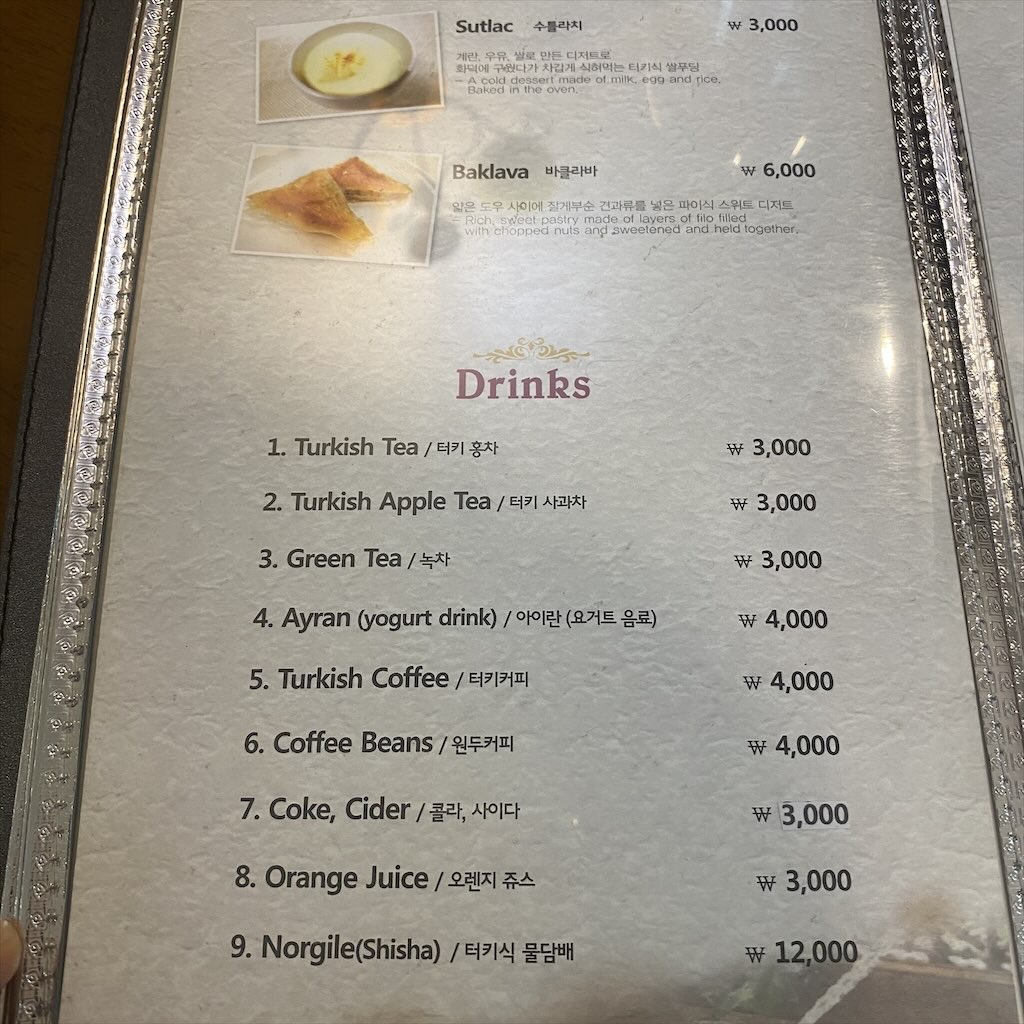 Sutlac 수틀라치 ₩ 3,000
계란, 우유, 쌀로 만든 디저트로
화덕에 구웠다가 차갑게 식혀먹는 터키식 쌀푸딩
– A cold dessert made of milk, egg and rice.
Baked in the oven.
Baklava 바클라바 ₩ 6,000
얇은 도우 사이에 잘게부순 견과류를 넣은 파이식 스위트 디저트
– Rich, sweet pastry made of layers of filo filled
with chopped nuts and sweetened and held together.
Drinks
1. Turkish Tea / 터키 홍차 ₩ 3,000
2. Turkish Apple Tea / 터키 사과차 ₩ 3,000
3. Green Tea / 녹차 ₩ 3,000
4. Ayran (yogurt drink) / 아이란 (요거트 음료) ₩ 4,000
5. Turkish Coffee / 터키커피 ₩ 4,000
6. Coffee Beans / 원두커피 ₩ 4,000
7. Coke, Cider / 콜라, 사이다 ₩ 3,000
8. Orange Juice / 오렌지 쥬스 ₩ 3,000
9. Norgile(Shisha) / 터키식 물담배 ₩ 12,000